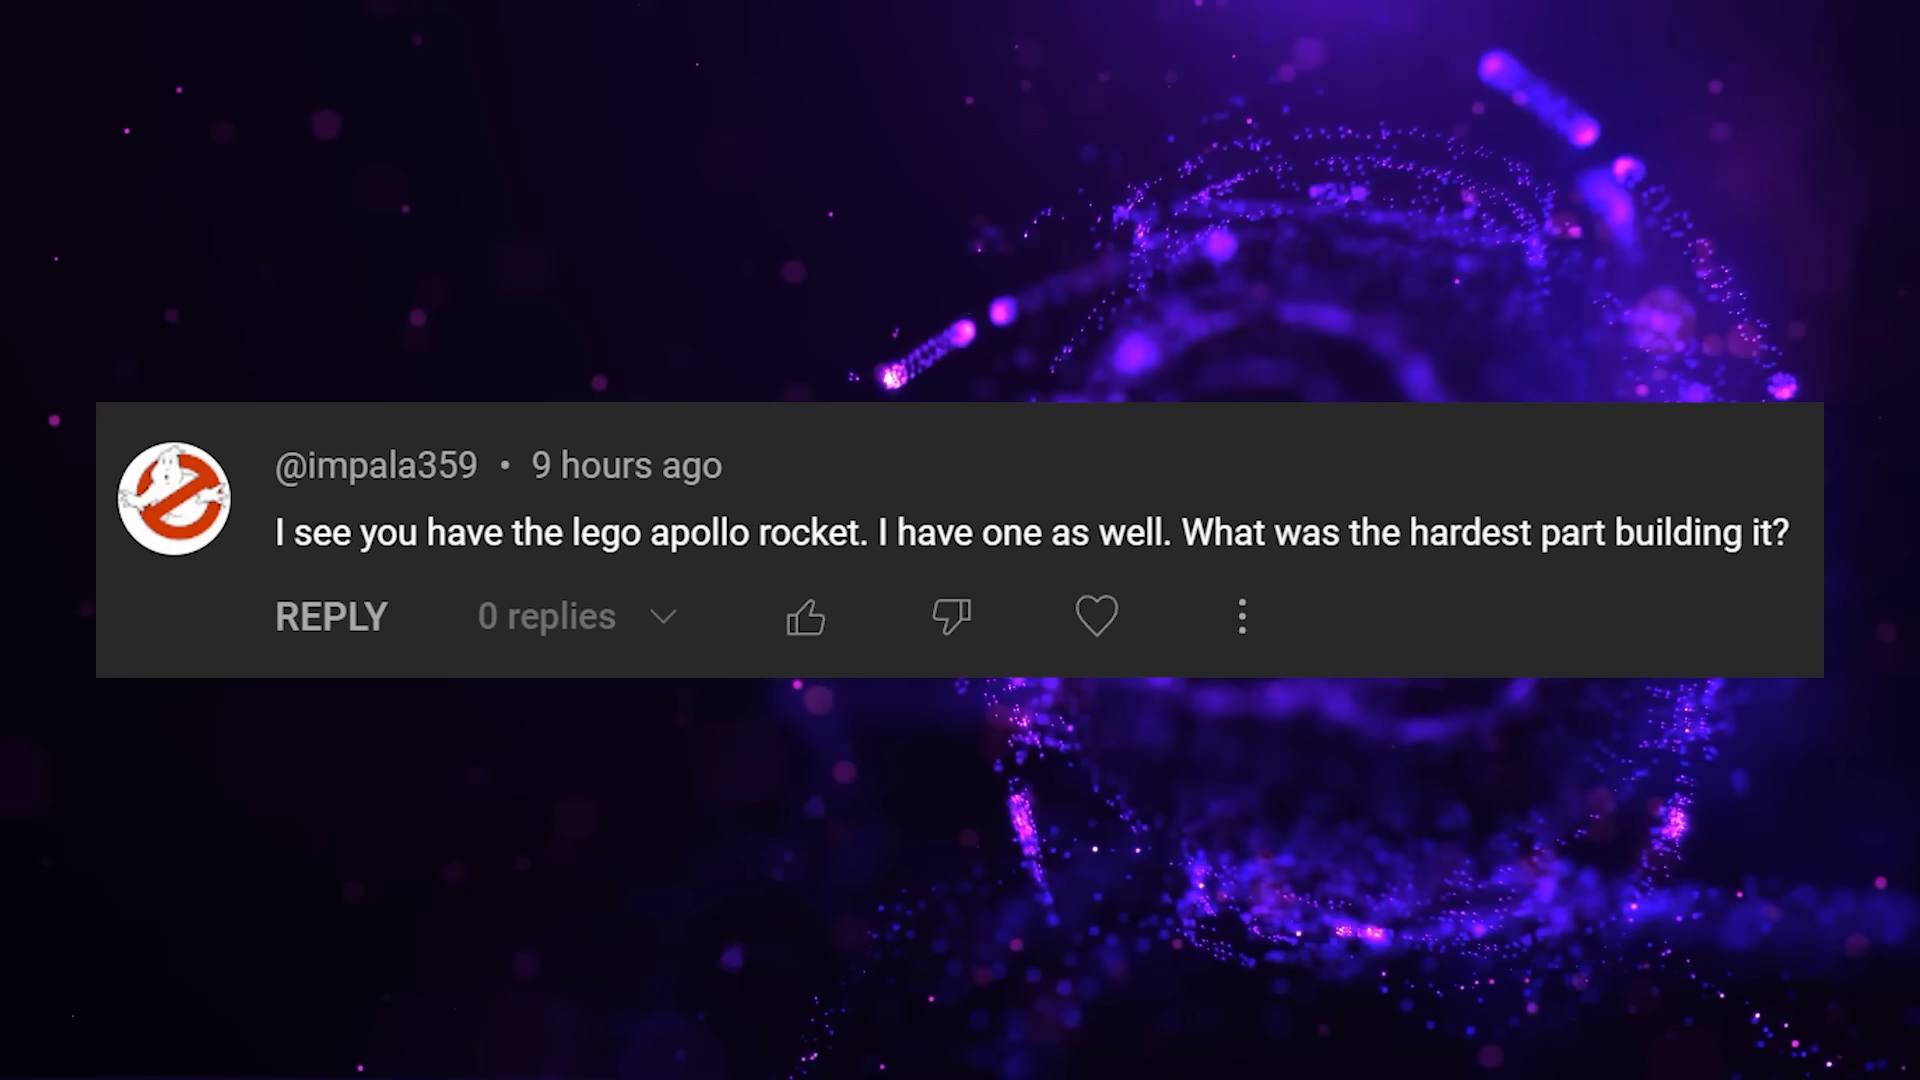 @impala359 • 9 hours ago
I see you have the lego apollo rocket. I have one as well. What was the hardest part building it?
REPLY 0 replies